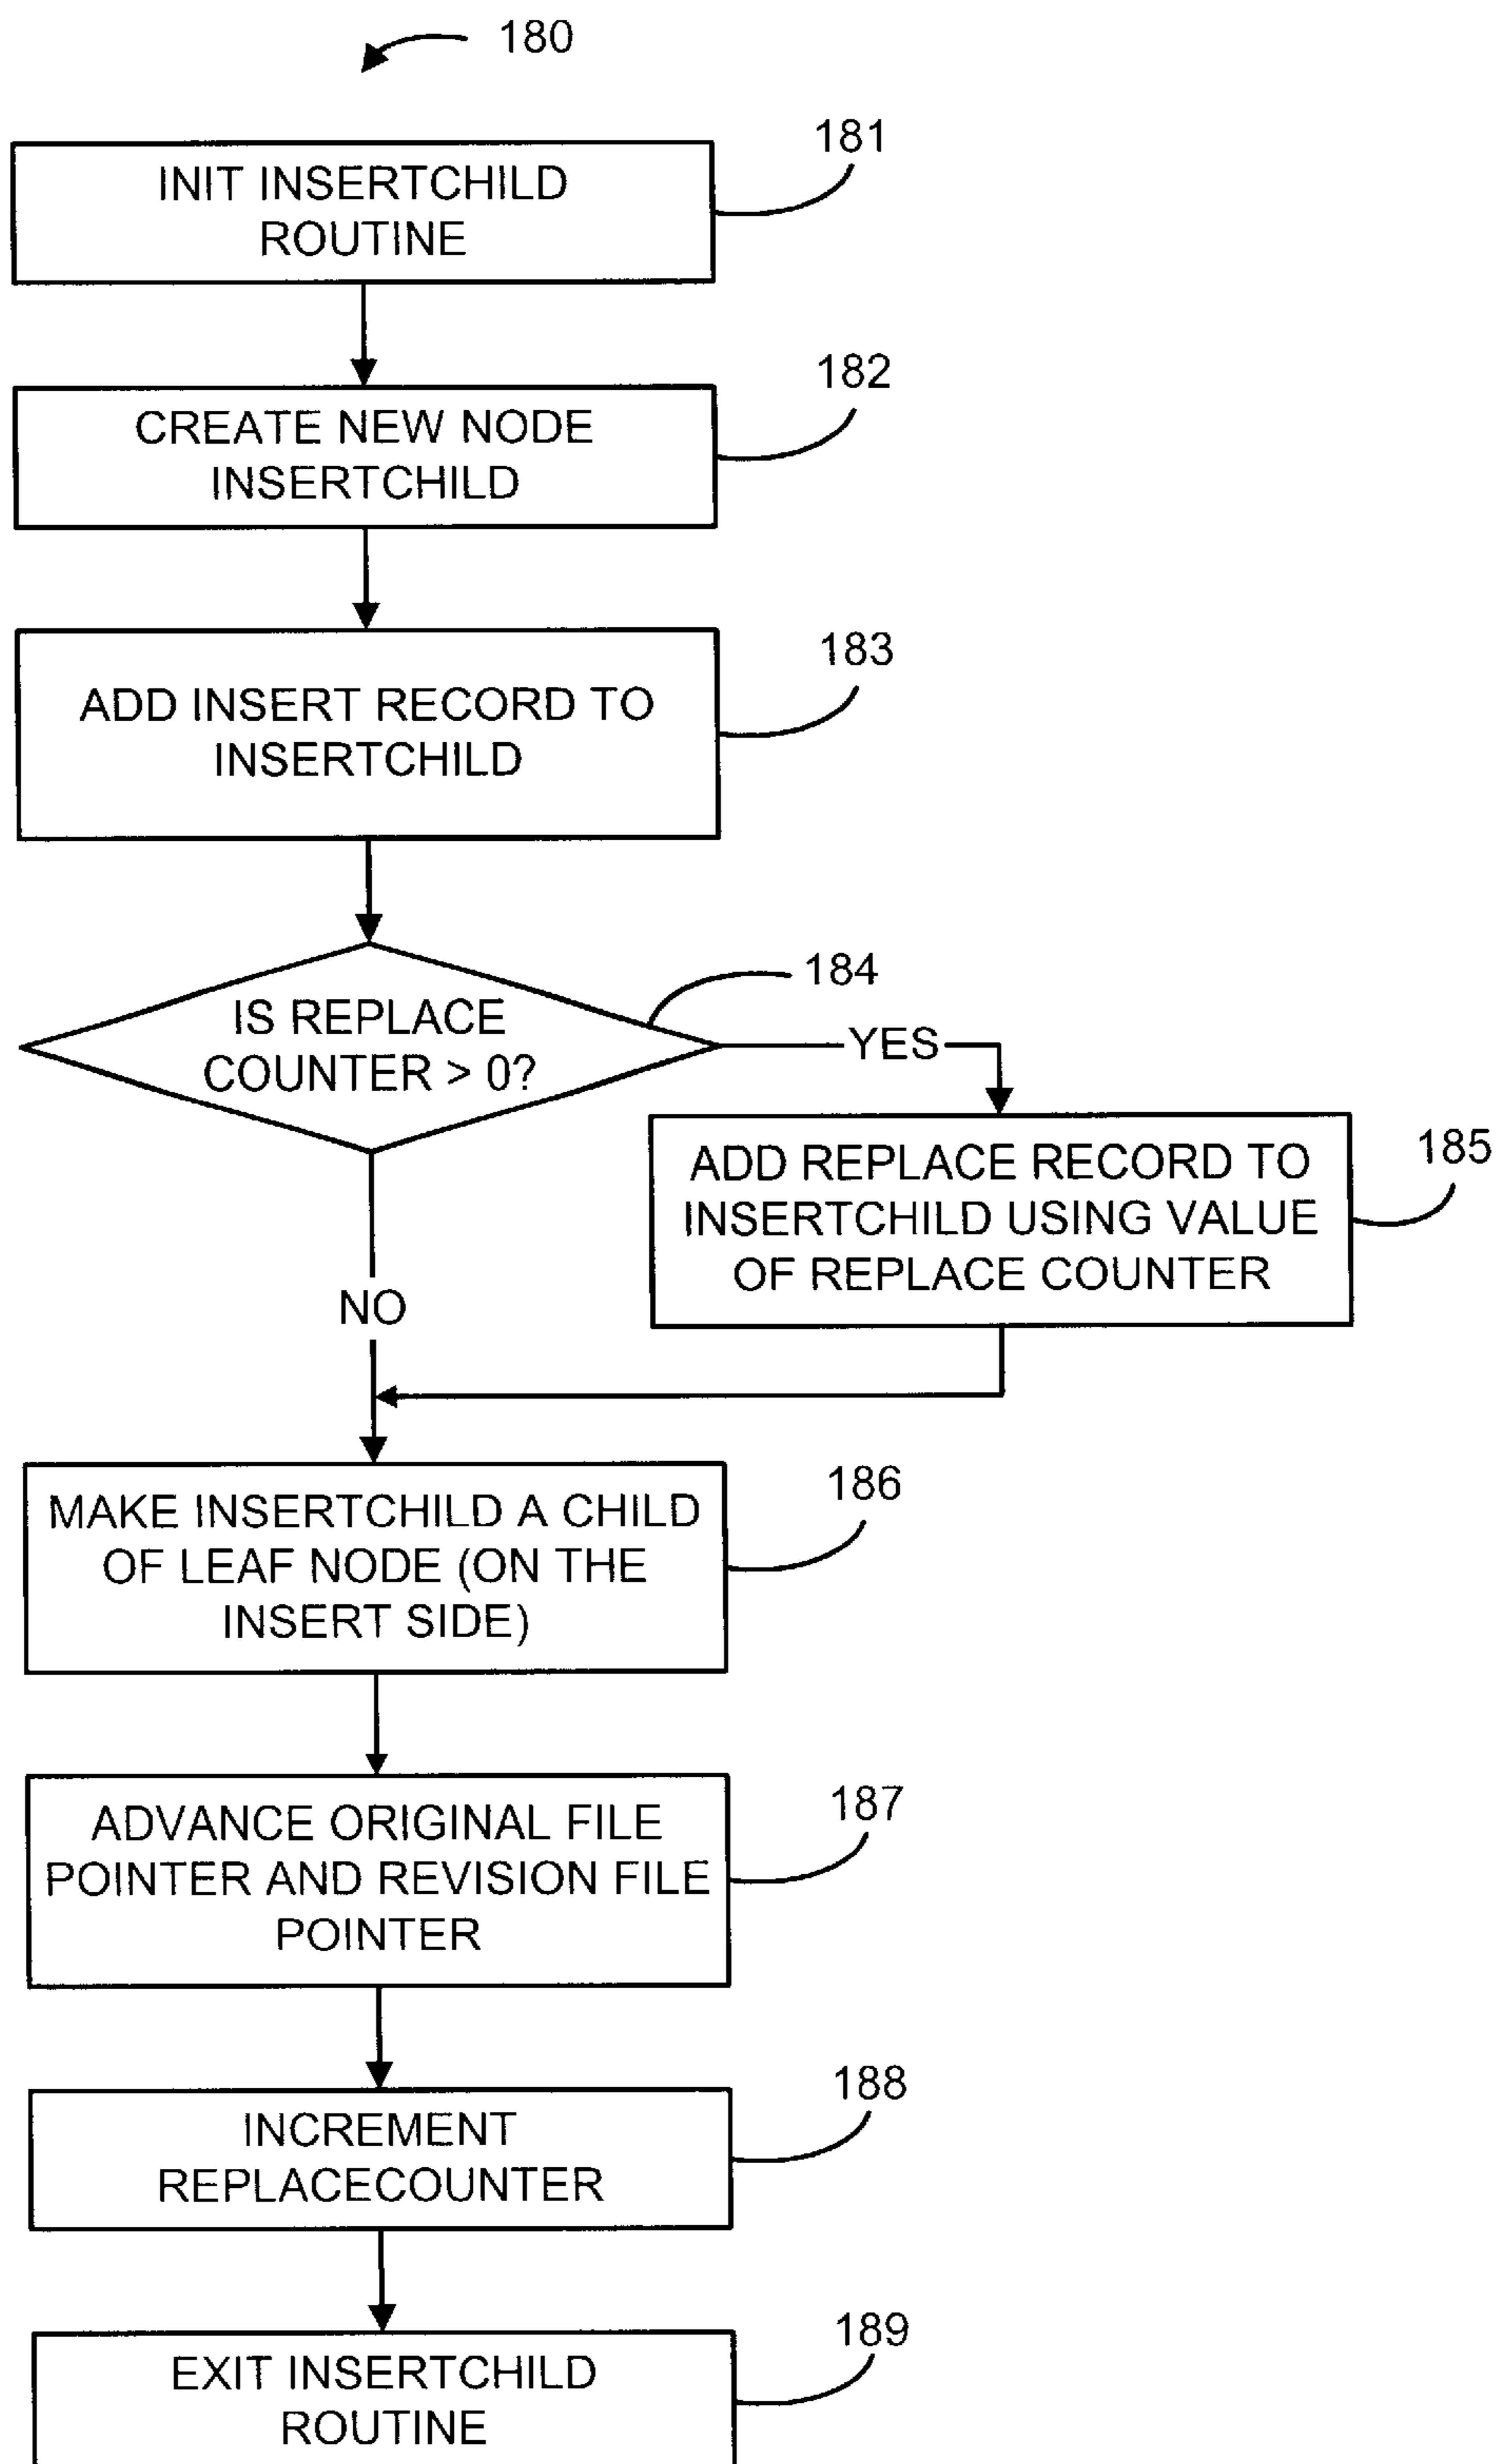 180
181
INIT INSERTCHILD
ROUTINE
182
CREATE NEW NODE
INSERTCHILD
183
ADD INSERT RECORD TO
INSERTCHILD
184
IS REPLACE
COUNTER > 0?
YES
185
ADD REPLACE RECORD TO
INSERTCHILD USING VALUE
OF REPLACE COUNTER
NO
186
MAKE INSERTCHILD A CHILD
OF LEAF NODE (ON THE
INSERT SIDE)
187
ADVANCE ORIGINAL FILE
POINTER AND REVISION FILE
POINTER
188
INCREMENT
REPLACECOUNTER
189
EXIT INSERTCHILD
ROUTINE